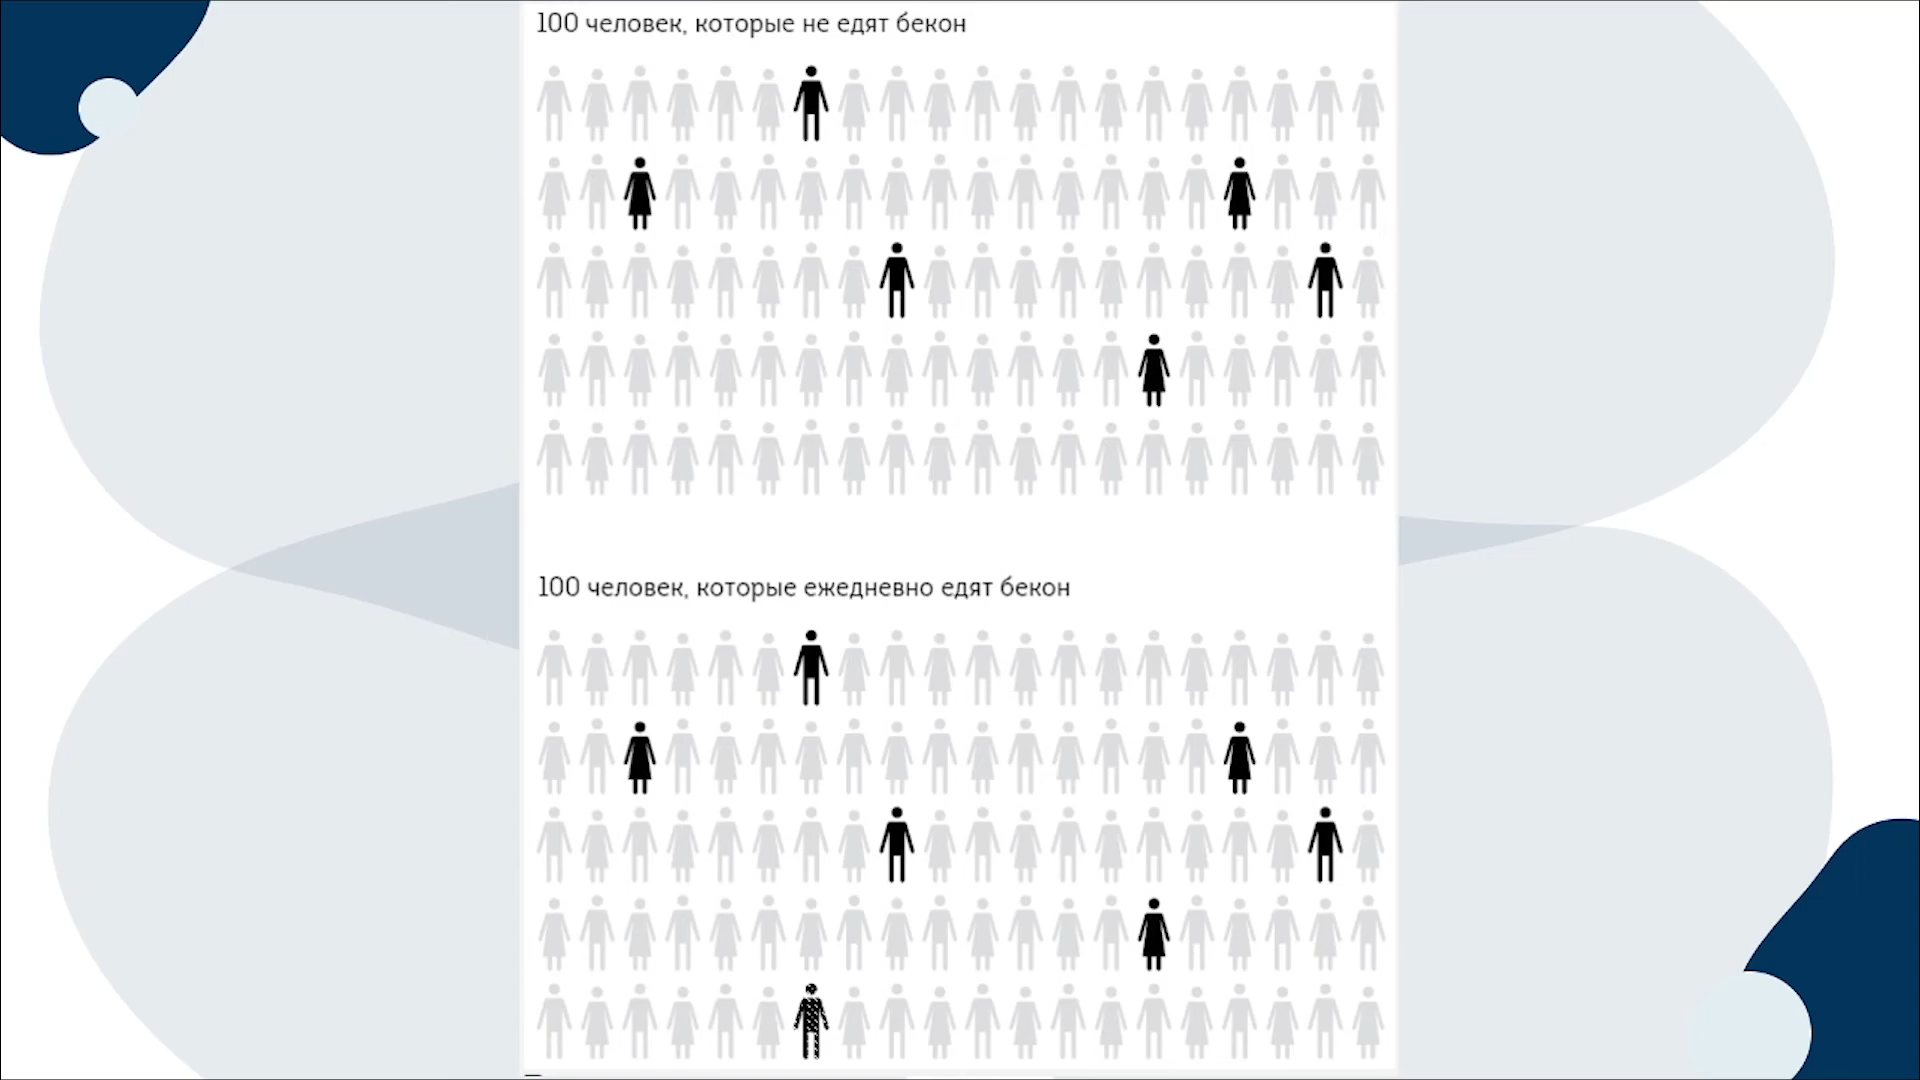 100 человек, которые не едят бекон
100 человек, которые ежедневно едят бекон